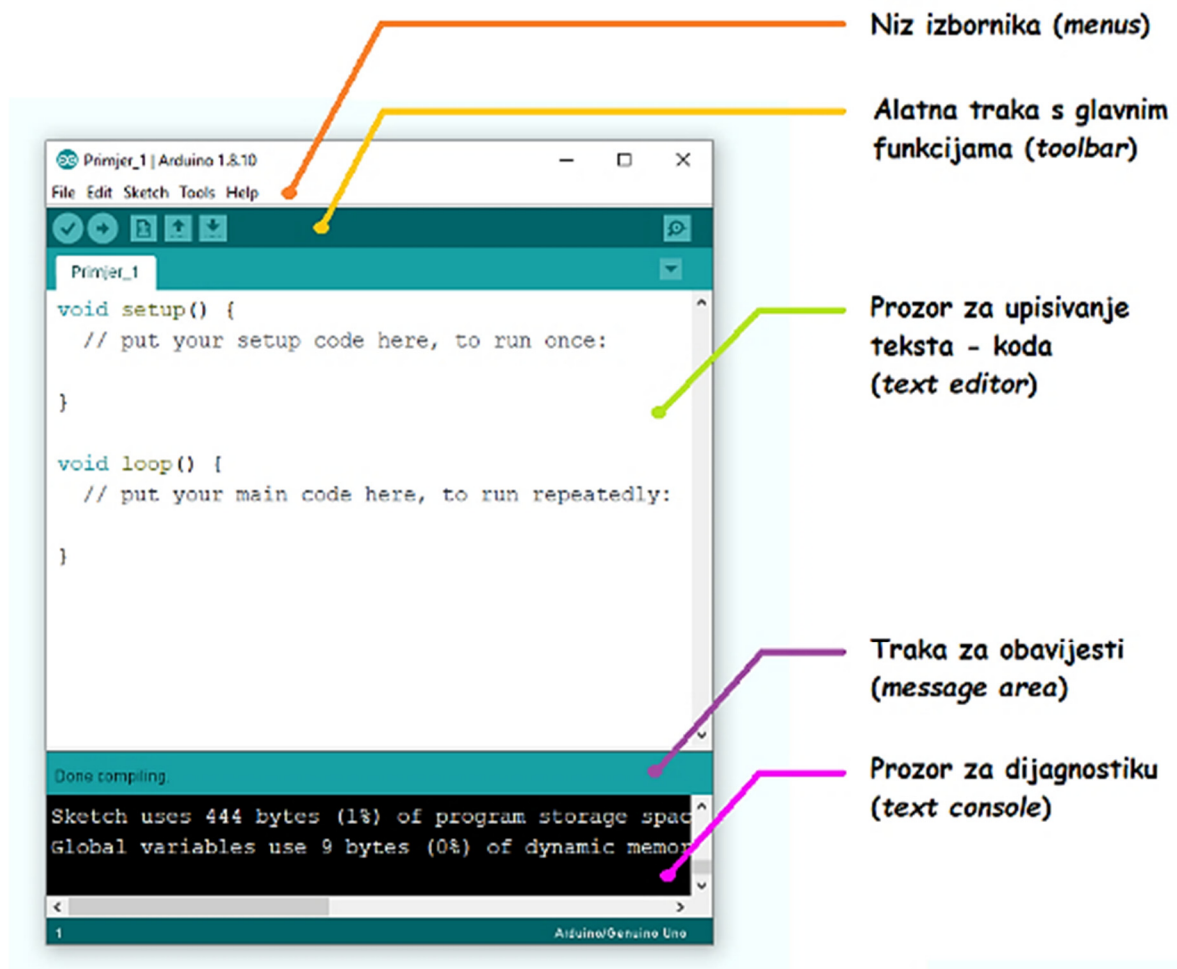 Niz izbornika (menus)
Alatna traka s glavnim
funkcijama (toolbar)
Primjer_1 | Arduino 1.8.10
File Edit Sketch Tools Help
Primjer_1
void setup() {
  // put your setup code here, to run once:
}
void loop() {
  // put your main code here, to run repeatedly:
}
Prozor za upisivanje
teksta - koda
(text editor)
Traka za obavijesti
(message area)
Done compiling.
Prozor za dijagnostiku
(text console)
Sketch uses 444 bytes (1%) of program storage spac
Global variables use 9 bytes (0%) of dynamic memor
1
Arduino/Genuino Uno